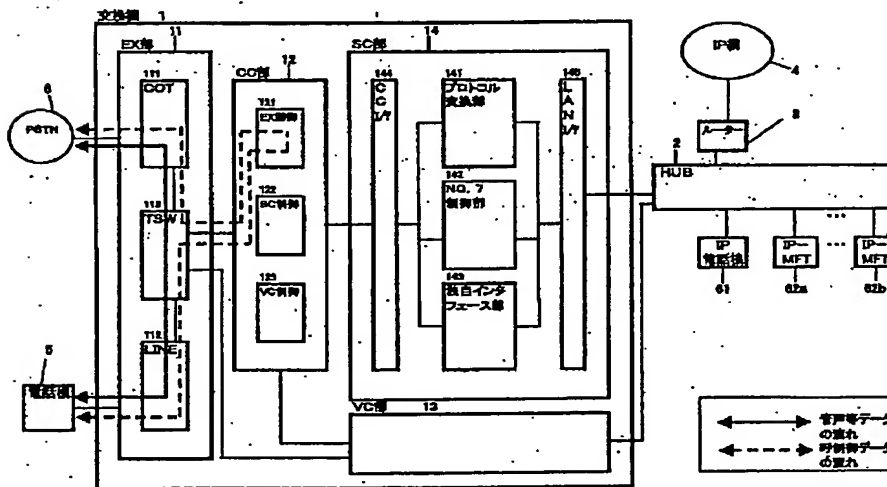 交換機 1
EX部 11
111
COT
113
TSW
112
LINE
6
PSTN
5
電話機
CC部 12
121
EX制御
122
SC制御
123
VC制御
SC部 14
144
CC I/f
141
プロトコル
変換部
142
NO. 7
制御部
143
独自インタ
フェース部
145
LAN I/f
VC部 13
IP網
4
ルーター
3
2
HUB
IP
電話機
61
IP－
MFT
62a
…
IP－
MFT
62b
音声等データ
の流れ
呼制御データ
の流れ